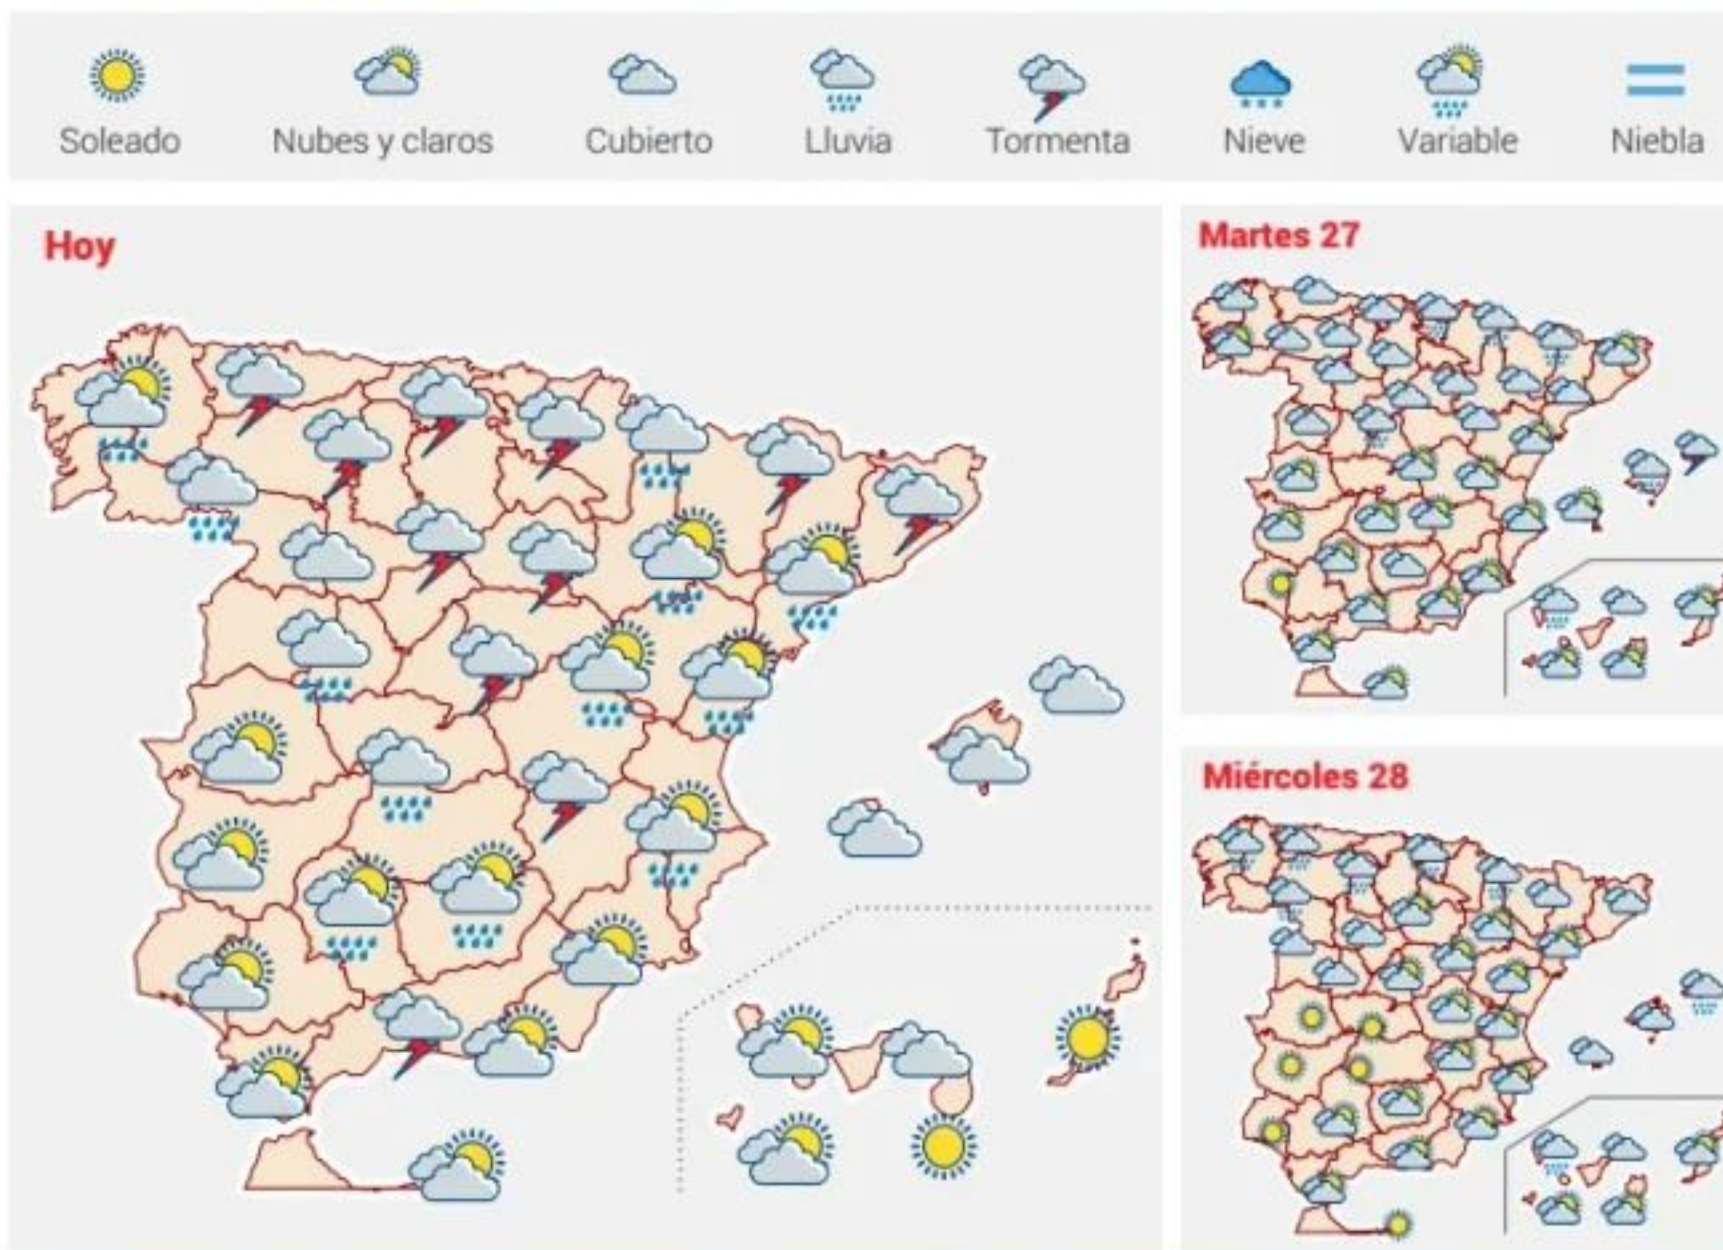 Soleado
Nubes y claros
Cubierto
Lluvia
Tormenta
Nieve
Variable
Niebla
Hoy
Martes 27
Miércoles 28